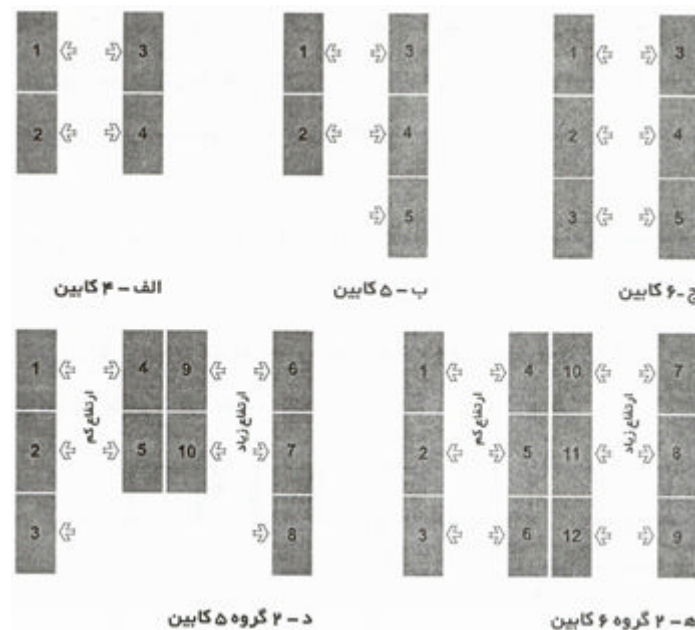 1 3
2 4
الف – ۴ کابین
1 3
2 4
5
ب – ۵ کابین
1 3
2 4
3 5
ج -۶ کابین
1 4 9 6
2 5 10 7
3 8
ارتفاع کم
ارتفاع زیاد
د – ۲ گروه ۵ کابین
1 4 10 7
2 5 11 8
3 6 12 9
ارتفاع کم
ارتفاع زیاد
ه – ۲ گروه ۶ کابین